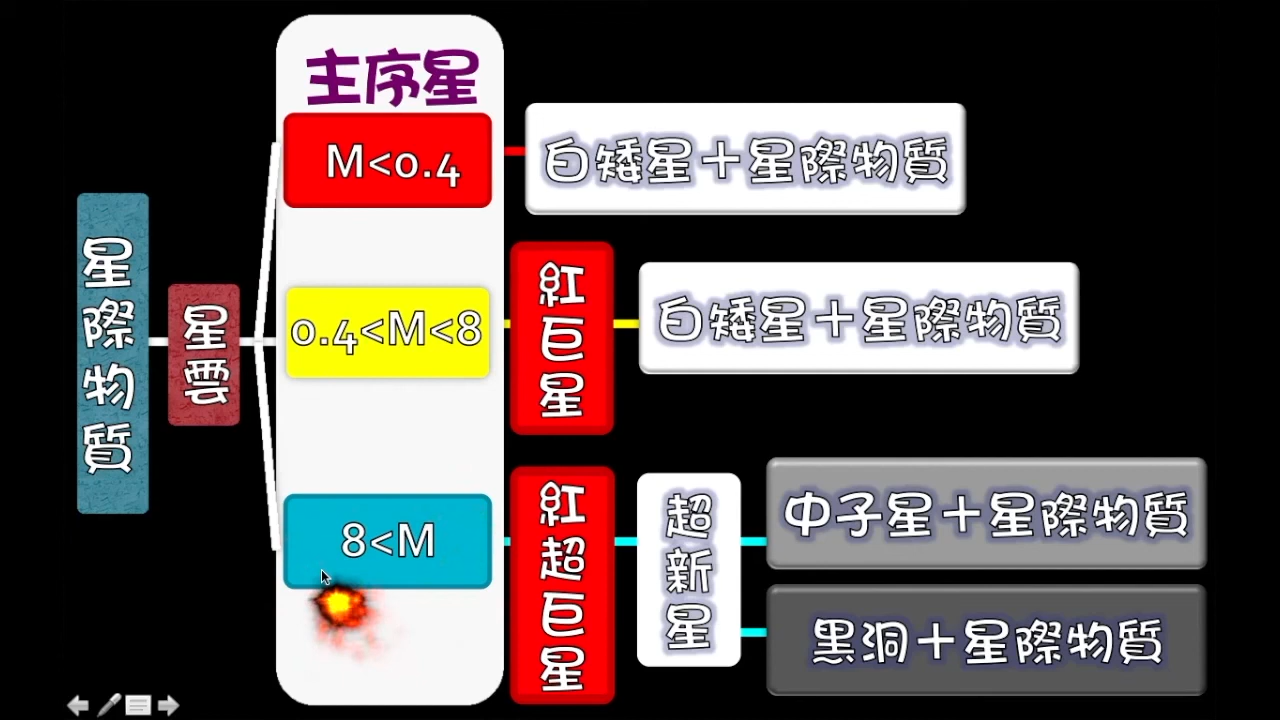 星際物質
星雲
主序星
M<0.4
白矮星+星際物質
0.4<M<8
紅巨星
白矮星+星際物質
8<M
紅超巨星
超新星
中子星+星際物質
黑洞+星際物質